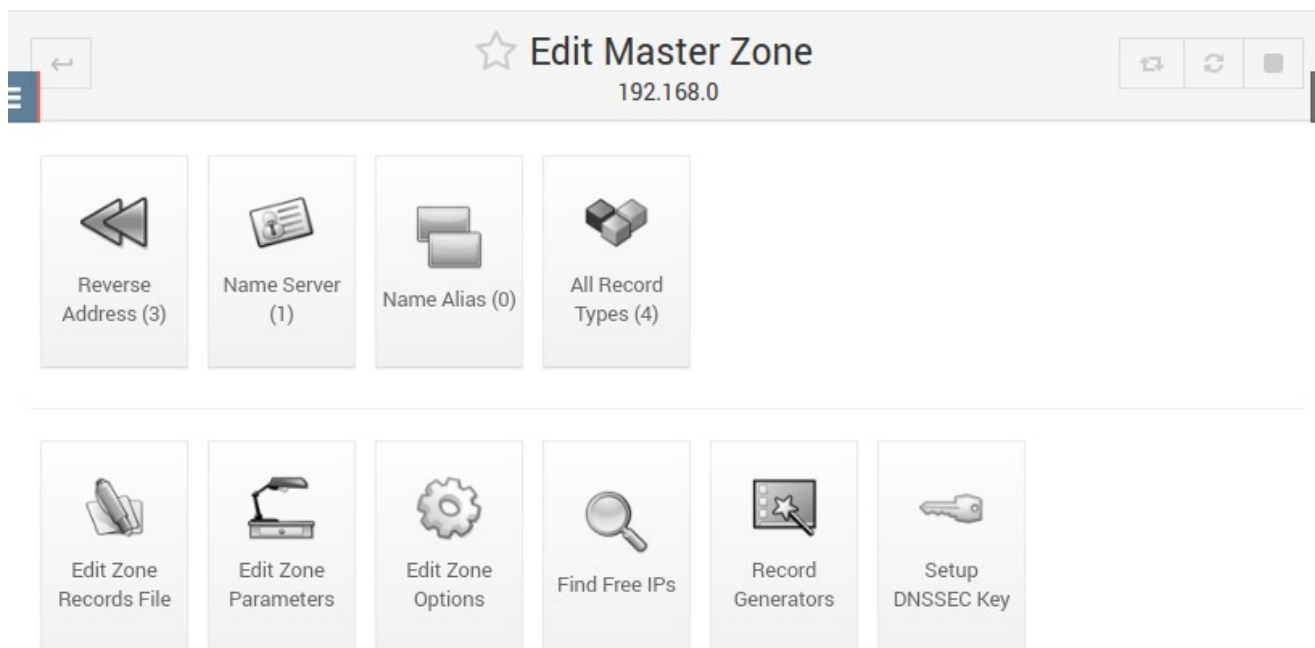 Edit Master Zone
192.168.0
Reverse
Address (3)
Name Server
(1)
Name Alias (0)
All Record
Types (4)
Edit Zone
Records File
Edit Zone
Parameters
Edit Zone
Options
Find Free IPs
Record
Generators
Setup
DNSSEC Key